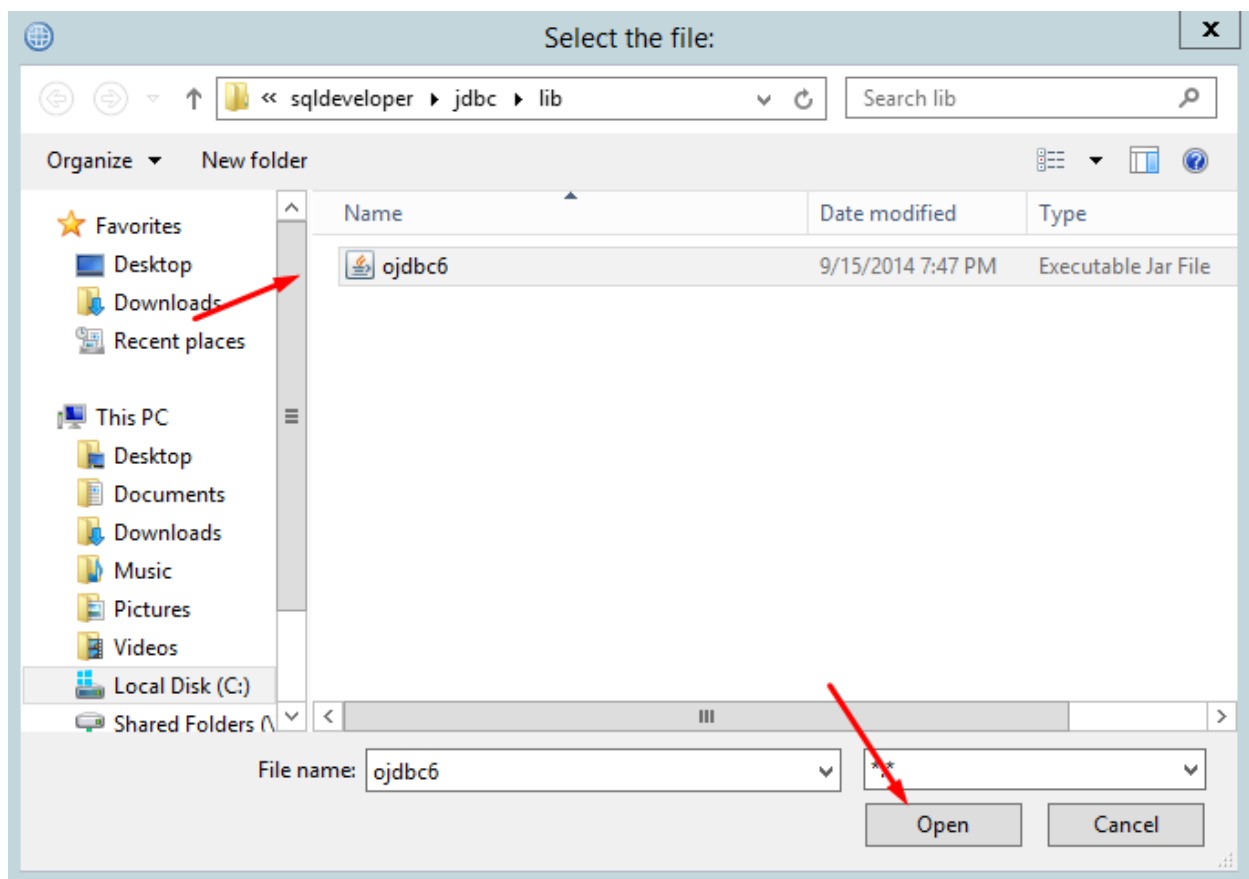 Select the file:
x
« sqldeveloper jdbc lib
Search lib
Organize New folder
Name Date modified Type
Favorites
Desktop
Downloads
Recent places
This PC
Desktop
Documents
Downloads
Music
Pictures
Videos
Local Disk (C:)
Shared Folders (\
ojdbc6 9/15/2014 7:47 PM Executable Jar File
File name: ojdbc6
*.*
Open Cancel